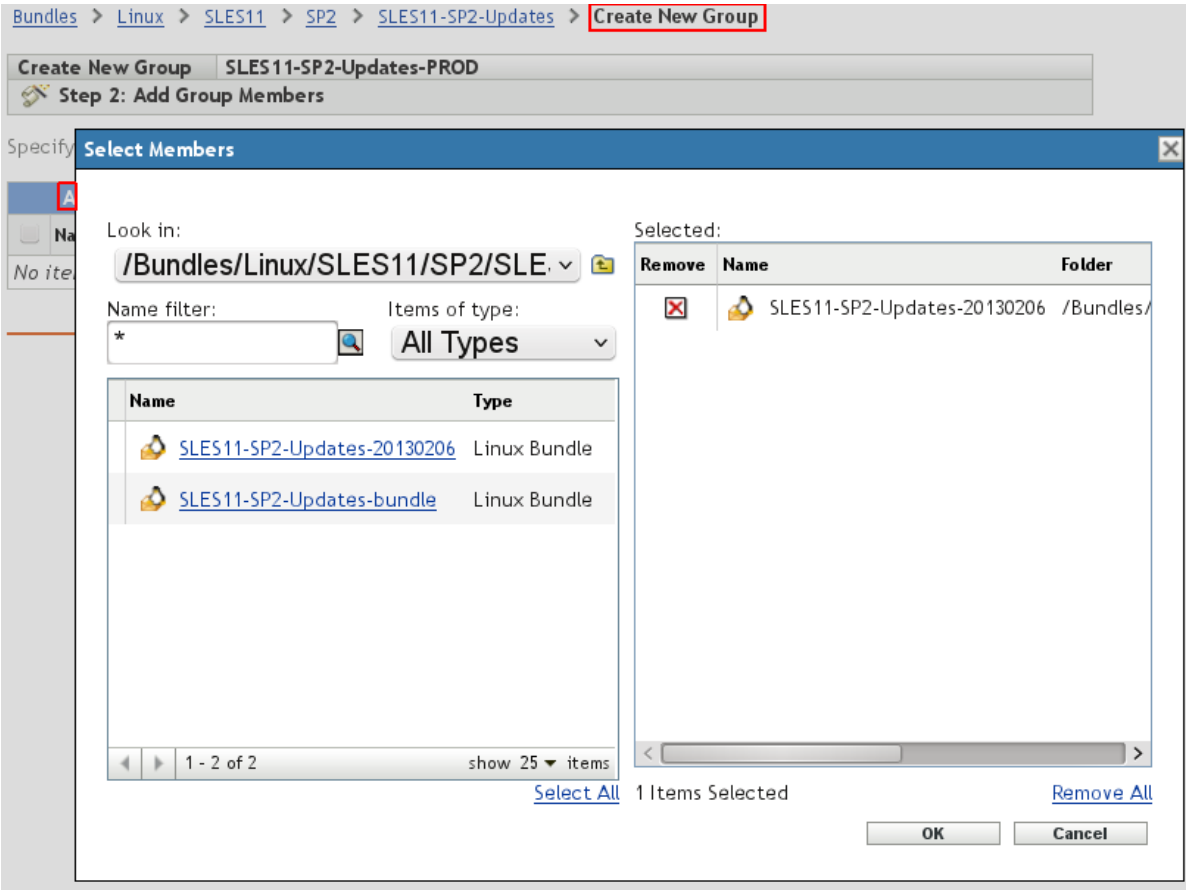 Bundles > Linux > SLES11 > SP2 > SLES11-SP2-Updates > Create New Group
Create New Group SLES11-SP2-Updates-PROD
Step 2: Add Group Members
Specify
Select Members
A
Na
No ite
Look in:
/Bundles/Linux/SLES11/SP2/SLE
Name filter: Items of type:
* All Types
Name Type
SLES11-SP2-Updates-20130206 Linux Bundle
SLES11-SP2-Updates-bundle Linux Bundle
1 - 2 of 2 show 25 items
Select All
Selected:
Remove Name Folder
SLES11-SP2-Updates-20130206 /Bundles/
1 Items Selected Remove All
OK Cancel